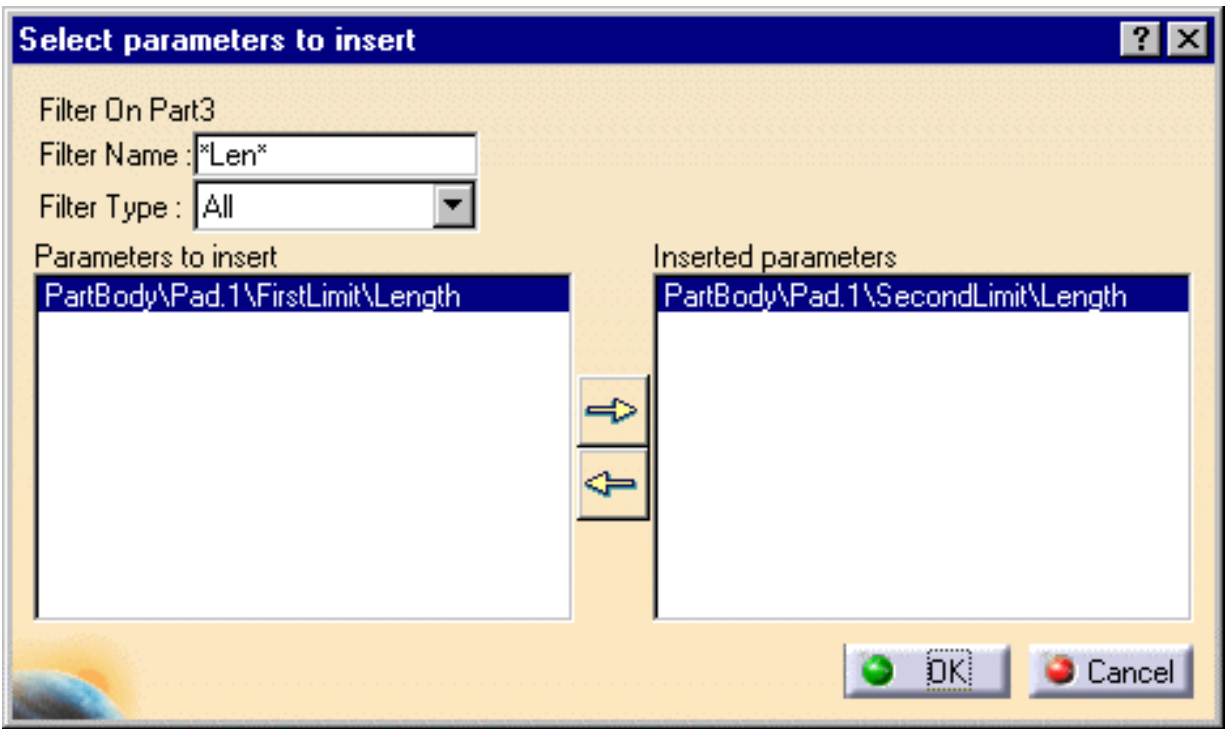 Select parameters to insert
Filter On Part3
Filter Name : *Len*
Filter Type : All
Parameters to insert
PartBody\Pad.1\FirstLimit\Length
Inserted parameters
PartBody\Pad.1\SecondLimit\Length
OK
Cancel